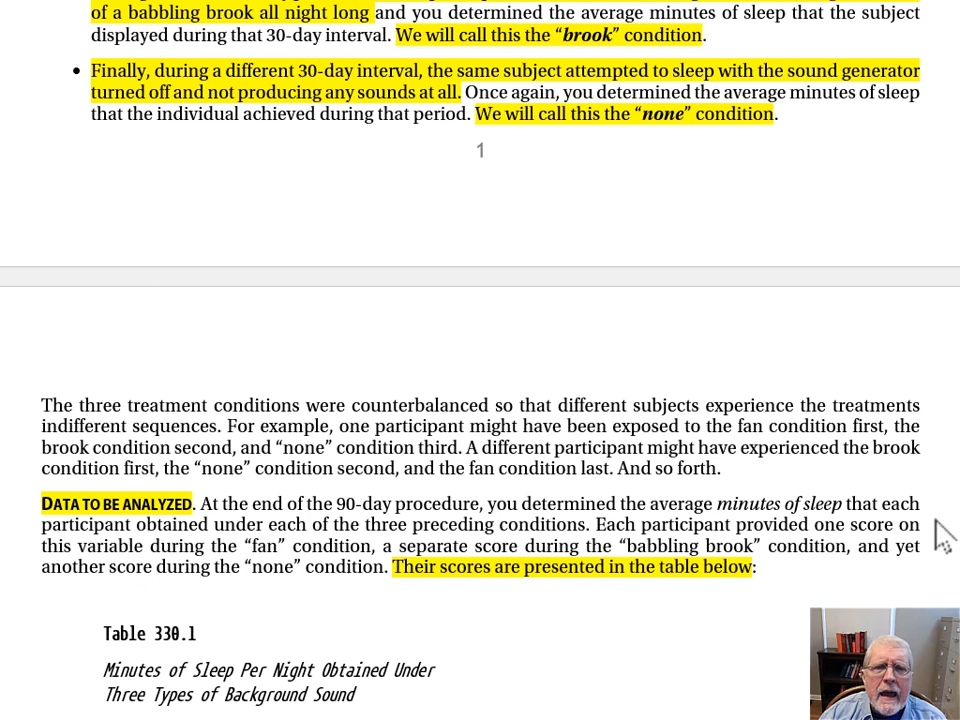 of a babbling brook all night long and you determined the average minutes of sleep that the subject
displayed during that 30-day interval. We will call this the “brook” condition.
• Finally, during a different 30-day interval, the same subject attempted to sleep with the sound generator
turned off and not producing any sounds at all. Once again, you determined the average minutes of sleep
that the individual achieved during that period. We will call this the “none” condition.
1
The three treatment conditions were counterbalanced so that different subjects experience the treatments
indifferent sequences. For example, one participant might have been exposed to the fan condition first, the
brook condition second, and “none” condition third. A different participant might have experienced the brook
condition first, the “none” condition second, and the fan condition last. And so forth.
DATA TO BE ANALYZED. At the end of the 90-day procedure, you determined the average minutes of sleep that each
participant obtained under each of the three preceding conditions. Each participant provided one score on
this variable during the “fan” condition, a separate score during the “babbling brook” condition, and yet
another score during the “none” condition. Their scores are presented in the table below:
Table 330.1
Minutes of Sleep Per Night Obtained Under
Three Types of Background Sound